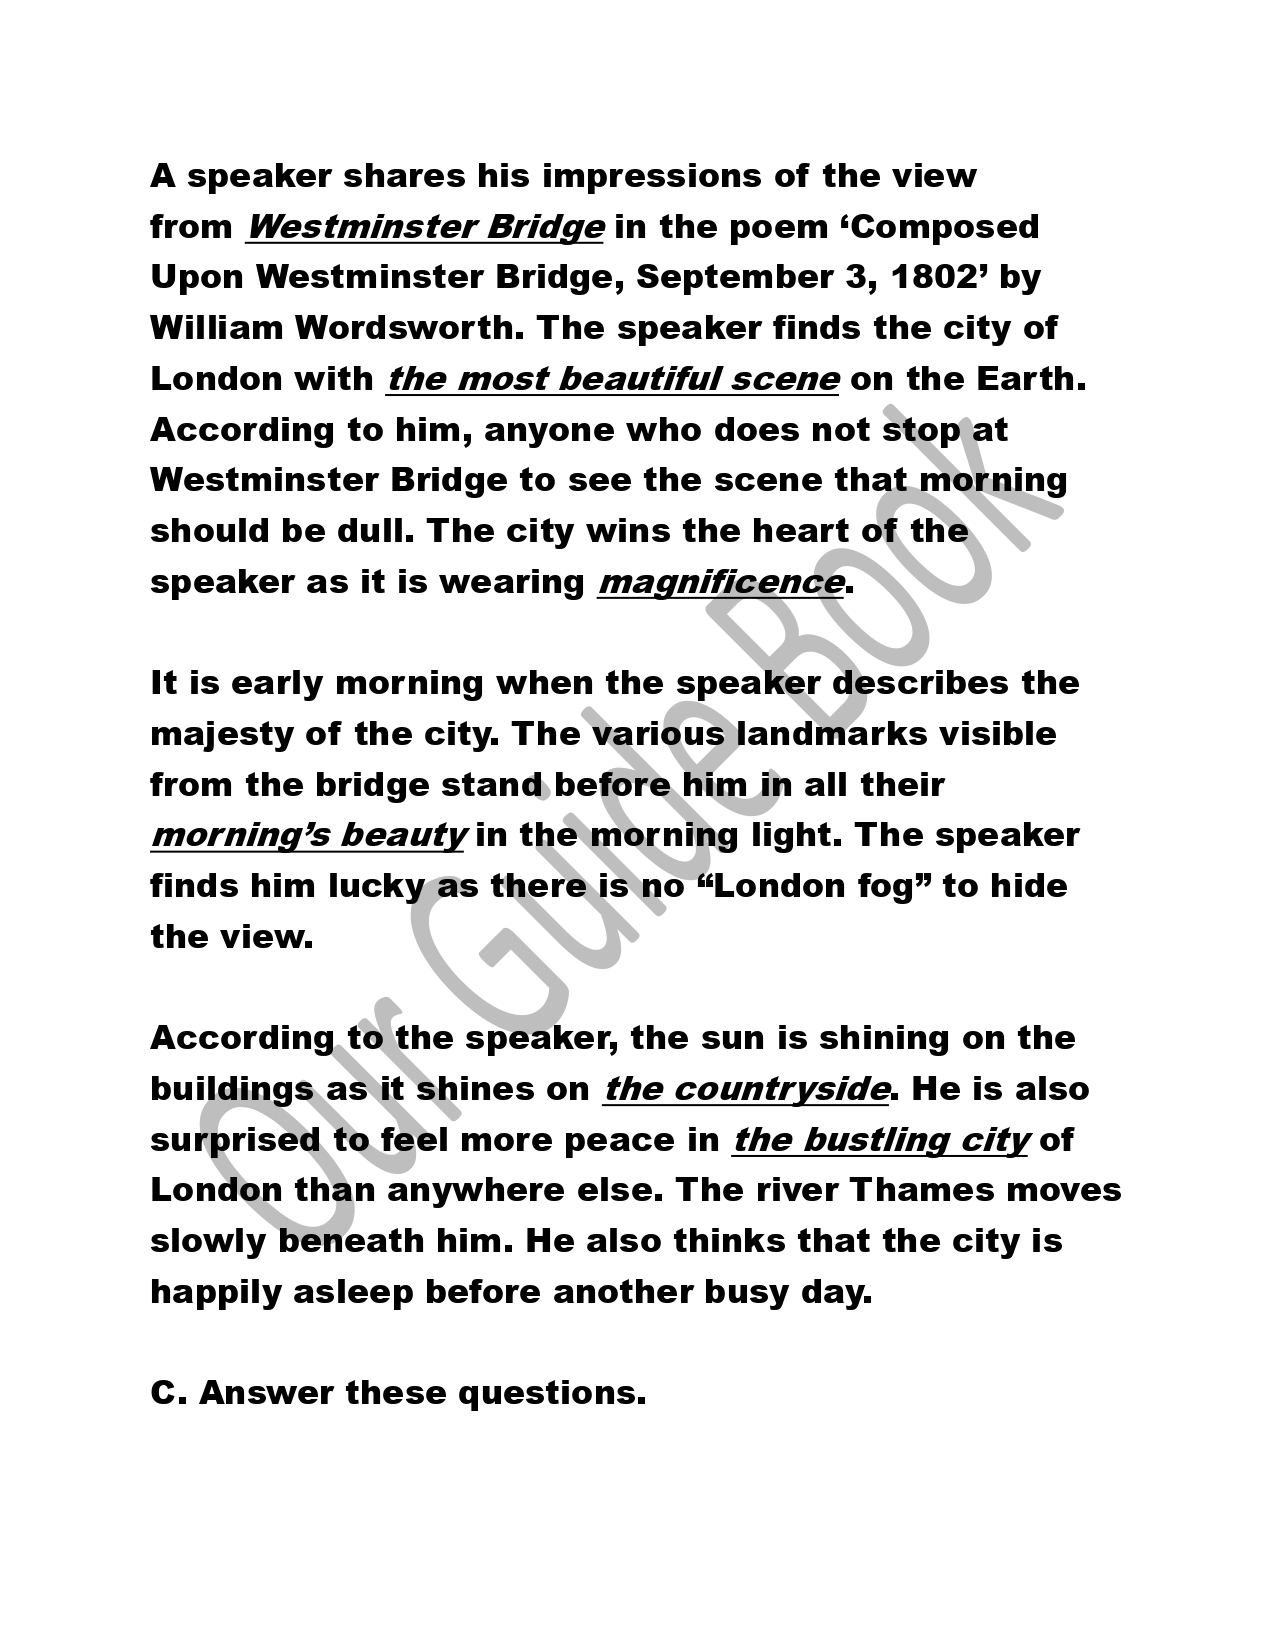 A speaker shares his impressions of the view
from Westminster Bridge in the poem ‘Composed
Upon Westminster Bridge, September 3, 1802’ by
William Wordsworth. The speaker finds the city of
London with the most beautiful scene on the Earth.
According to him, anyone who does not stop at
Westminster Bridge to see the scene that morning
should be dull. The city wins the heart of the
speaker as it is wearing magnificence.
It is early morning when the speaker describes the
majesty of the city. The various landmarks visible
from the bridge stand before him in all their
morning’s beauty in the morning light. The speaker
finds him lucky as there is no “London fog” to hide
the view.
According to the speaker, the sun is shining on the
buildings as it shines on the countryside. He is also
surprised to feel more peace in the bustling city of
London than anywhere else. The river Thames moves
slowly beneath him. He also thinks that the city is
happily asleep before another busy day.
C. Answer these questions.
Our Guide Book